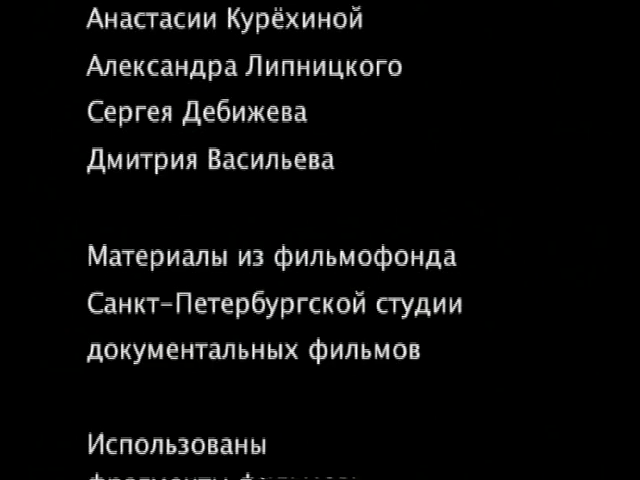 Анастасии Курёхиной
Александра Липницкого
Сергея Дебижева
Дмитрия Васильева
Материалы из фильмофонда
Санкт-Петербургской студии
документальных фильмов
Использованы